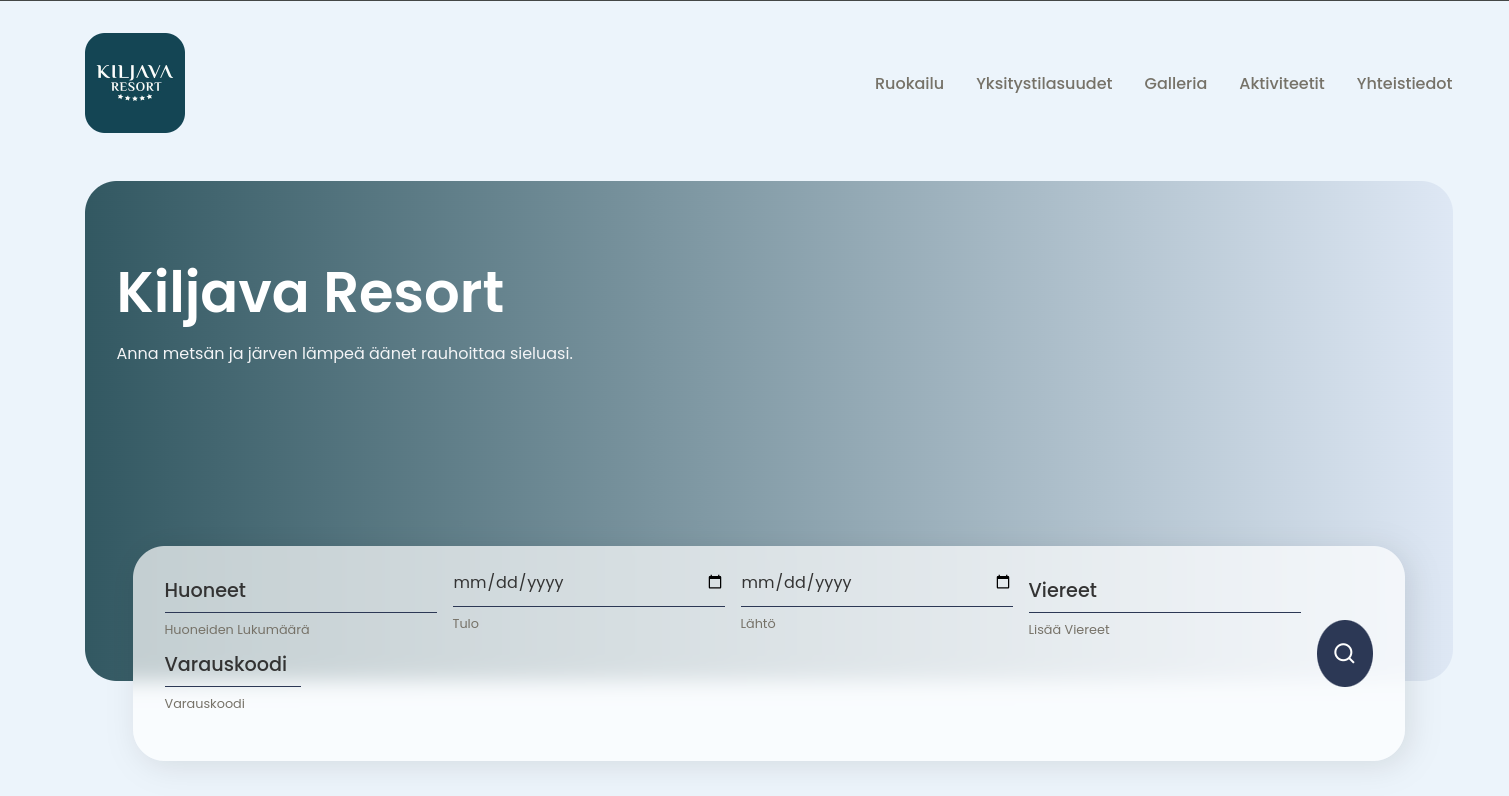 KILJAVA
RESORT
Ruokailu Yksitystilasuudet Galleria Aktiviteetit Yhteistiedot
Kiljava Resort
Anna metsän ja järven lämpeä äänet rauhoittaa sieluasi.
Huoneet mm/dd/yyyy mm/dd/yyyy Viereet
Huoneiden Lukumäärä Tulo Lähtö Lisää Viereet
Varauskoodi
Varauskoodi